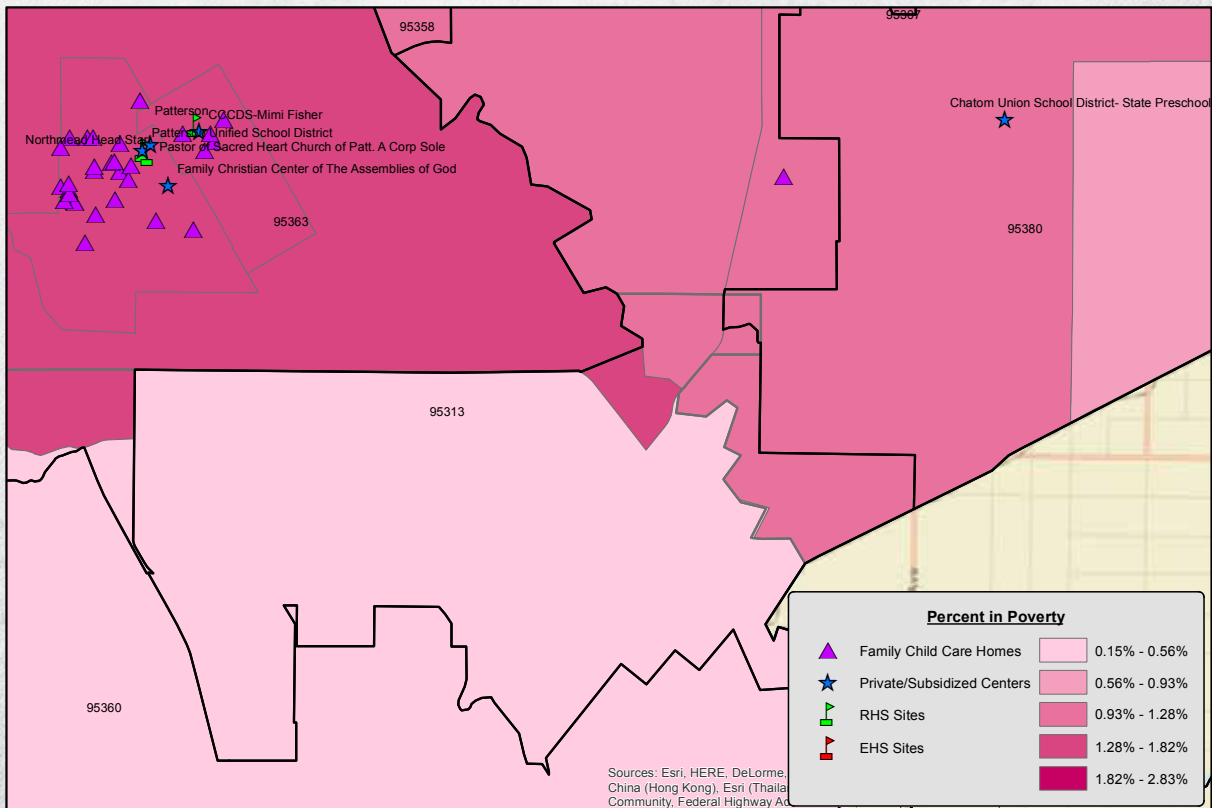 95358
95307
Chatom Union School District- State Preschool
Patterson
CCCDS-Mimi Fisher
Patterson Unified School District
Northmead Head Start
Pastor of Sacred Heart Church of Patt. A Corp Sole
Family Christian Center of The Assemblies of God
95363
95380
95313
95360
Percent in Poverty
Family Child Care Homes
0.15% - 0.56%
Private/Subsidized Centers
0.56% - 0.93%
RHS Sites
0.93% - 1.28%
EHS Sites
1.28% - 1.82%
1.82% - 2.83%
Sources: Esri, HERE, DeLorme,
China (Hong Kong), Esri
Community, Federal Highway